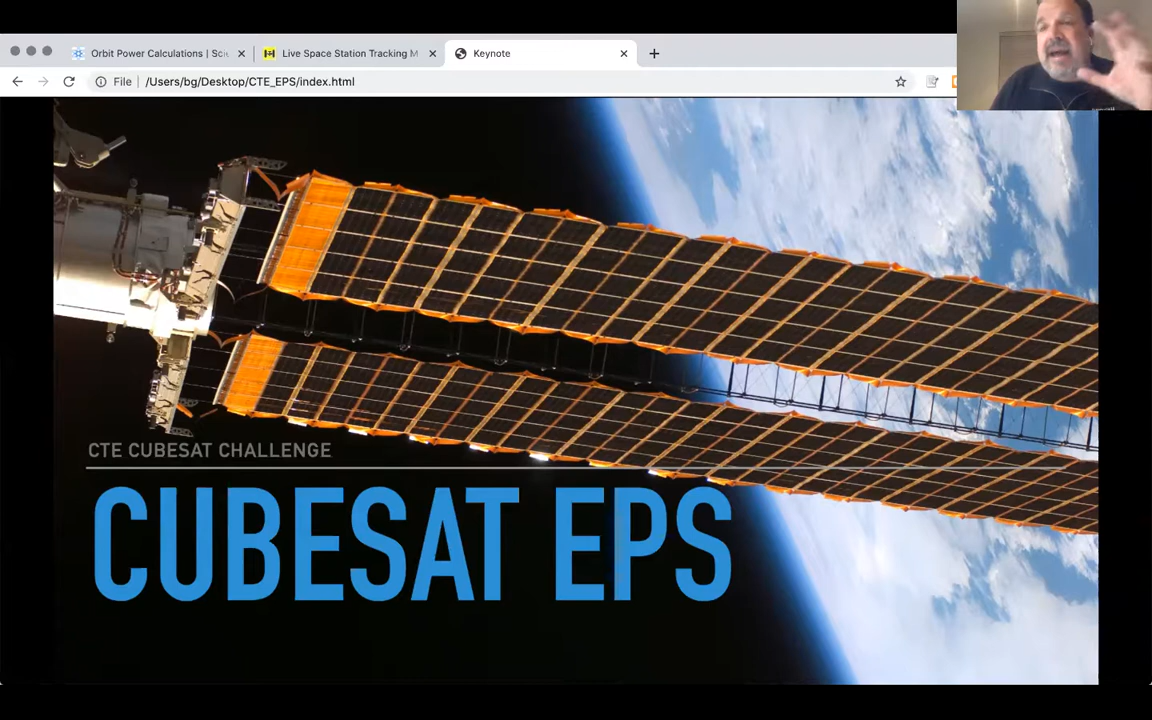 Orbit Power Calculations | Scie
Live Space Station Tracking M
Keynote
File
/Users/bg/Desktop/CTE_EPS/index.html
CTE CUBESAT CHALLENGE
CUBESAT EPS